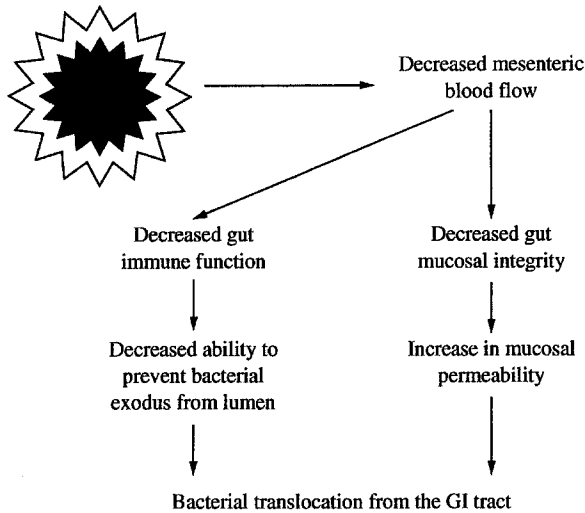 Decreased mesenteric
blood flow
Decreased gut
immune function
Decreased gut
mucosal integrity
Decreased ability to
prevent bacterial
exodus from lumen
Increase in mucosal
permeability
Bacterial translocation from the GI tract